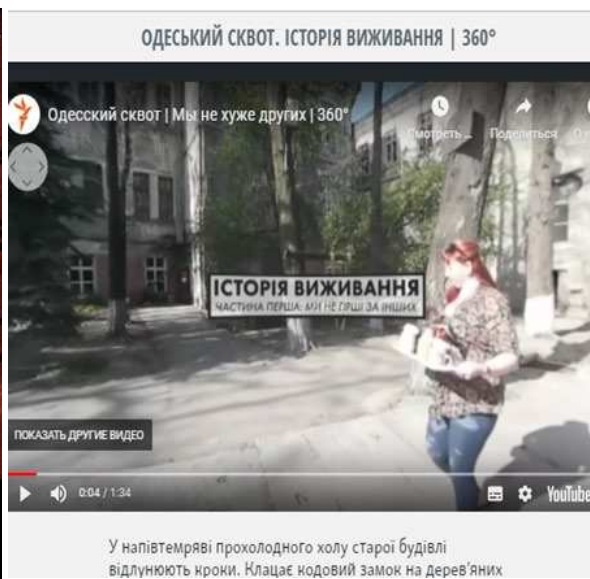 ОДЕСЬКИЙ СКВОТ. ІСТОРІЯ ВИЖИВАННЯ | 360°
Одесский сквот | Мы не хуже других | 360°
Смотреть ...
Поделиться
ІСТОРІЯ ВИЖИВАННЯ
ЧАСТИНА ПЕРША: МИ НЕ ГІРШІ ЗА ІНШИХ
ПОКАЗАТЬ ДРУГИЕ ВИДЕО
0:04 / 1:34
YouTube
У напівтемряві прохолодного холу старої будівлі
відлунюють кроки. Клацає кодовий замок на дерев’яних